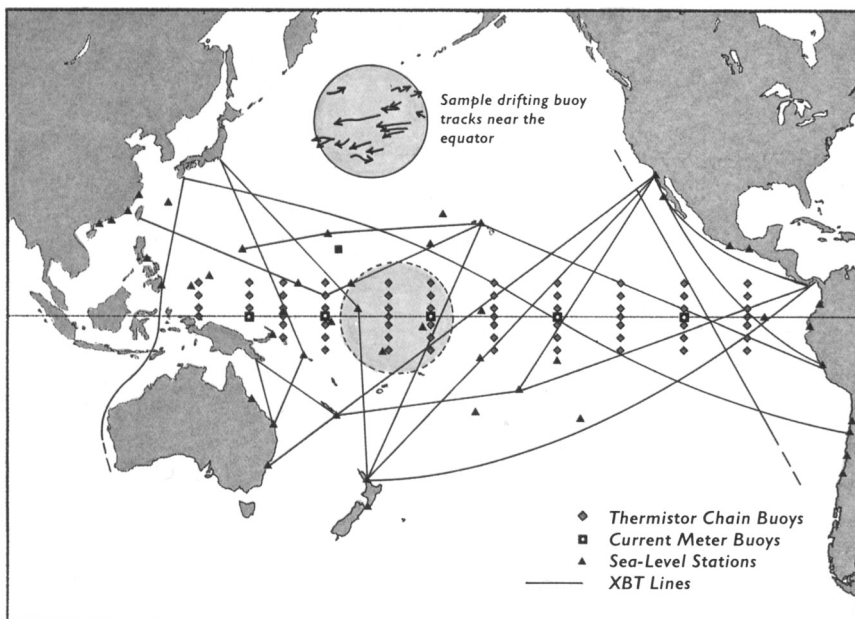 Sample drifting buoy
tracks near the
equator
Thermistor Chain Buoys
Current Meter Buoys
Sea-Level Stations
XBT Lines